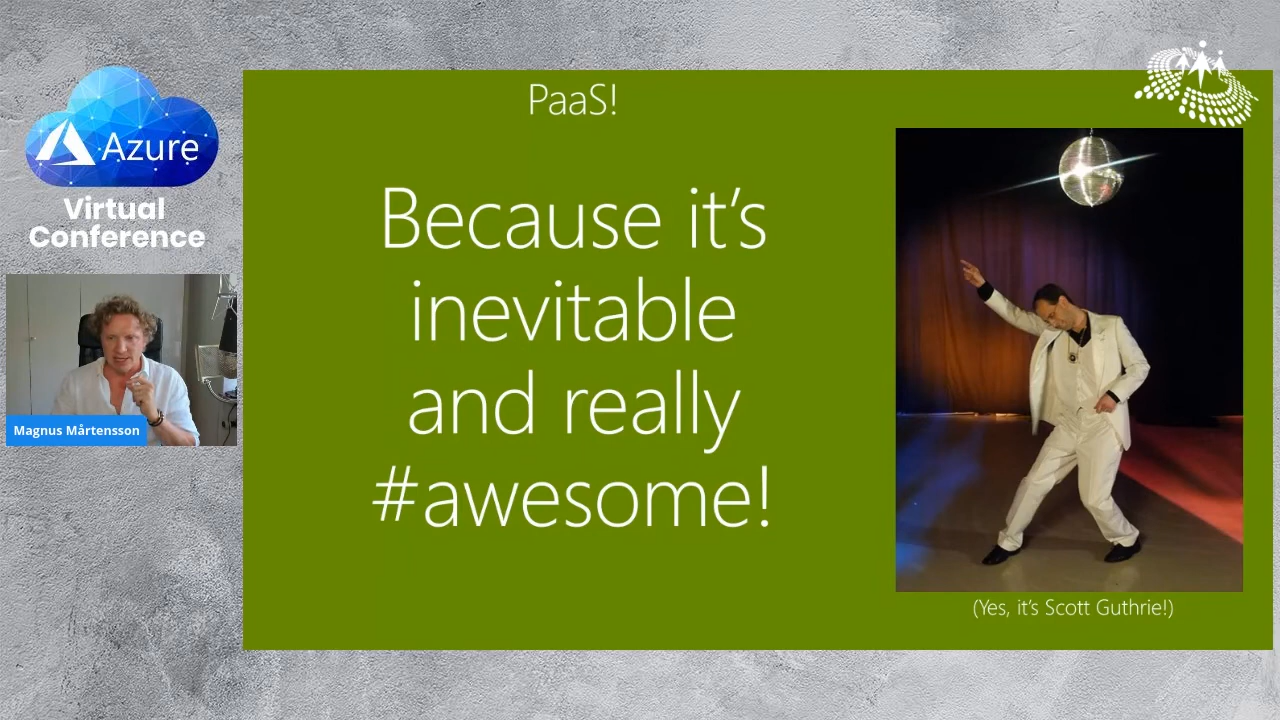 Azure
Virtual
Conference
Magnus Mårtensson
PaaS!
Because it’s
inevitable
and really
#awesome!
(Yes, it’s Scott Guthrie!)